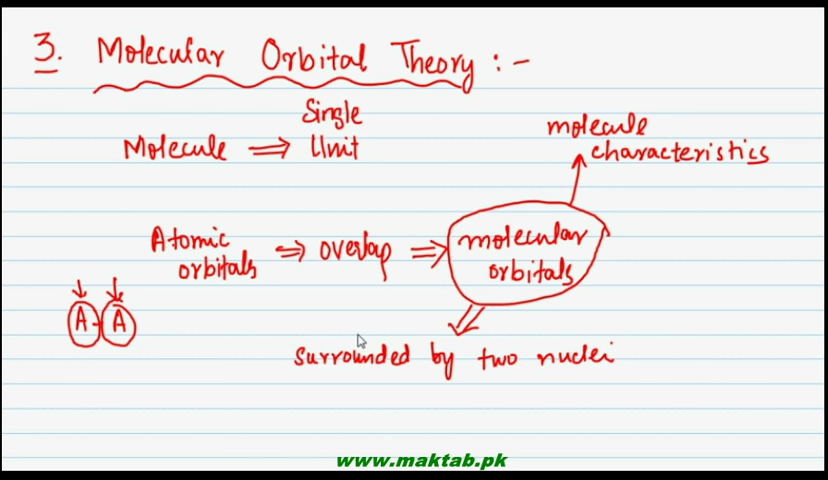 3. Molecular Orbital Theory :-
Single
Molecule ⇒ Unit
molecule
characteristics
Atomic
orbitals ⇒ overlap ⇒ molecular
orbitals
A - A
surrounded by two nuclei
www.maktab.pk